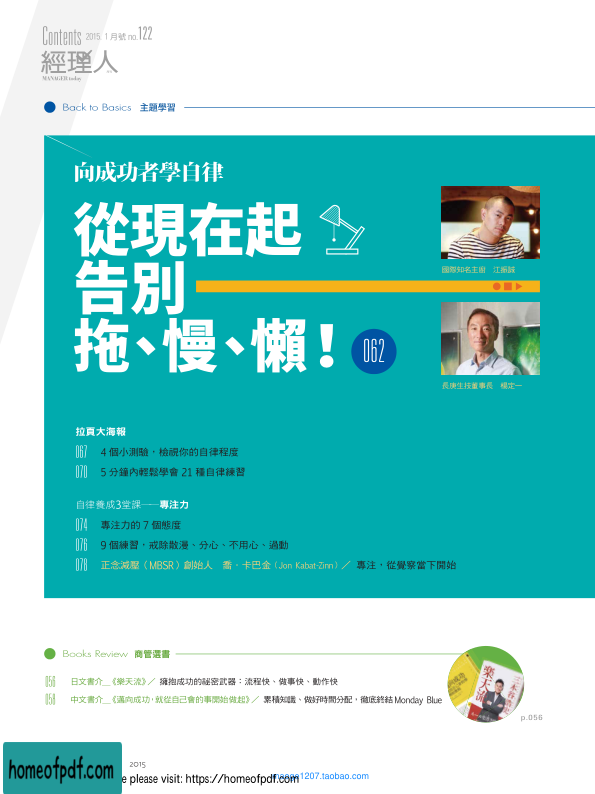 Contents 2015 1月號 no.122
經理人
MANAGER today
Back to Basics 主題學習
向成功者學自律
從現在起
告別
拖、慢、懶！ 062
國際知名主廚 江振誠
長庚生技董事長 楊定一
拉頁大海報
067 4 個小測驗，檢視你的自律程度
070 5 分鐘內輕鬆學會 21 種自律練習
自律養成3堂課──專注力
074 專注力的 7 個態度
076 9 個練習，戒除散漫、分心、不用心、過動
078 正念減壓（MBSR）創始人 喬．卡巴金（Jon Kabat-Zinn）／ 專注，從覺察當下開始
Books Review 商管選書
056 日文書介＿《樂天流》／ 擁抱成功的祕密武器：流程快、做事快、動作快
058 中文書介＿《邁向成功，就從自己會的事開始做起》／ 累積知識、做好時間分配，徹底終結 Monday Blue
樂天流
p.056
2015
homeofpdf.com
e please visit: https://homeofpdf.com
1207.taobao.com